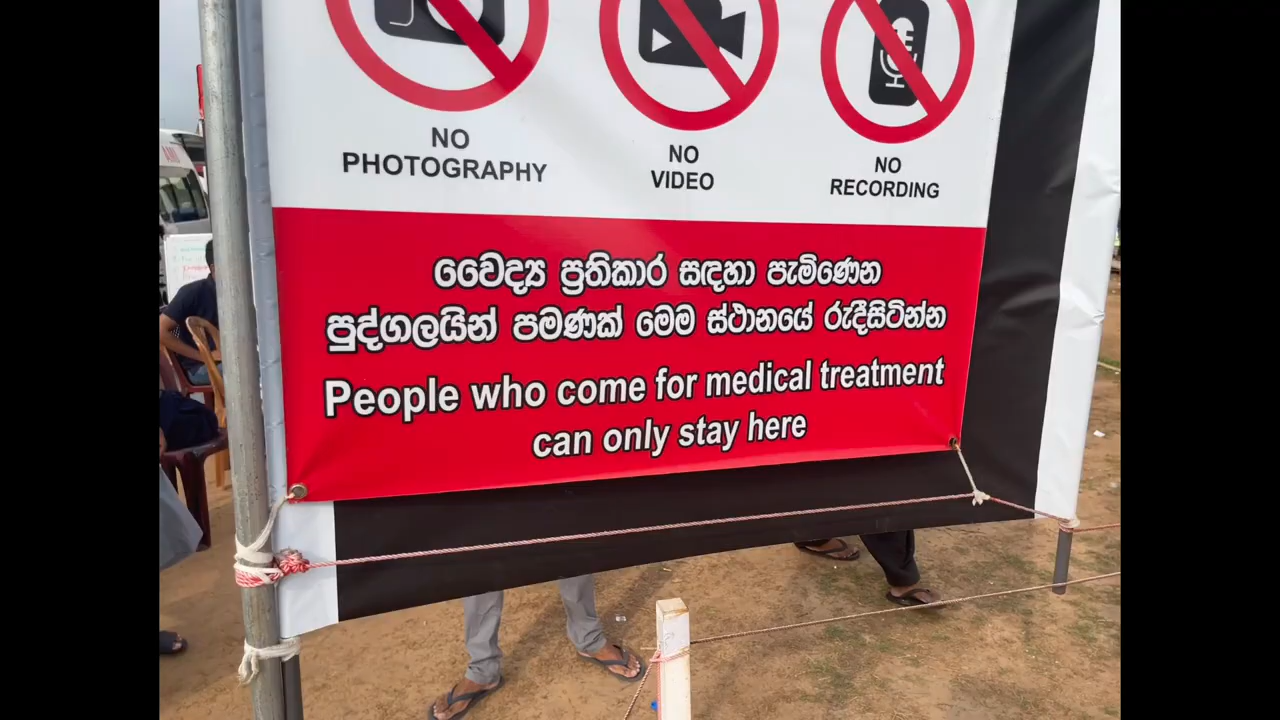 NO
PHOTOGRAPHY
NO
VIDEO
NO
RECORDING
වෛද්‍ය ප්‍රතිකාර සඳහා පැමිණෙන
පුද්ගලයින් පමණක් මෙම ස්ථානයේ රුදීසිටින්න
People who come for medical treatment
can only stay here